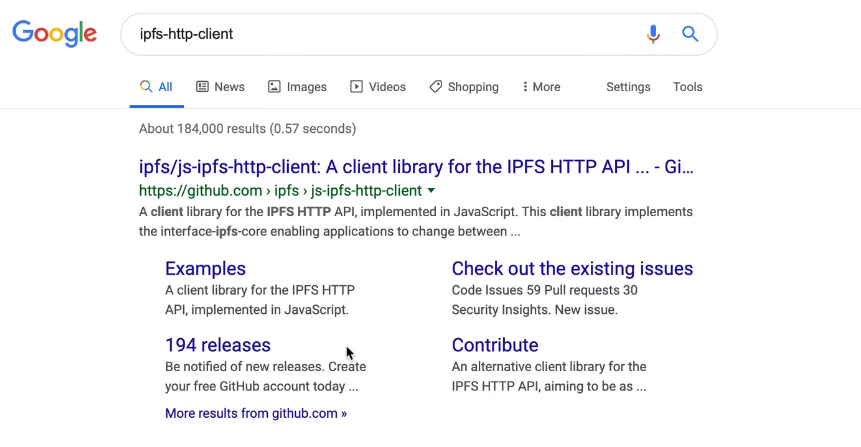 Google
ipfs-http-client
All News Images Videos Shopping More Settings Tools
About 184,000 results (0.57 seconds)
ipfs/js-ipfs-http-client: A client library for the IPFS HTTP API ... - Gi...
https://github.com › ipfs › js-ipfs-http-client
A client library for the IPFS HTTP API, implemented in JavaScript. This client library implements
the interface-ipfs-core enabling applications to change between ...
Examples
A client library for the IPFS HTTP
API, implemented in JavaScript.
Check out the existing issues
Code Issues 59 Pull requests 30
Security Insights. New issue.
194 releases
Be notified of new releases. Create
your free GitHub account today ...
Contribute
An alternative client library for the
IPFS HTTP API, aiming to be as ...
More results from github.com »